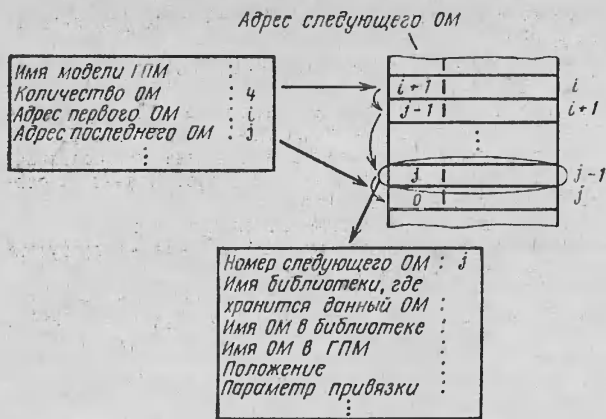 Адрес следующего ОМ
Имя модели ГПМ :
Количество ОМ : 4
Адрес первого ОМ : i
Адрес последнего ОМ : j
⋮
i+1
i
j-1
i+1
⋮
j
j-1
0
j
Номер следующего ОМ : j
Имя библиотеки, где
хранится данный ОМ :
Имя ОМ в библиотеке :
Имя ОМ в ГПМ :
Положение :
Параметр привязки :
⋮